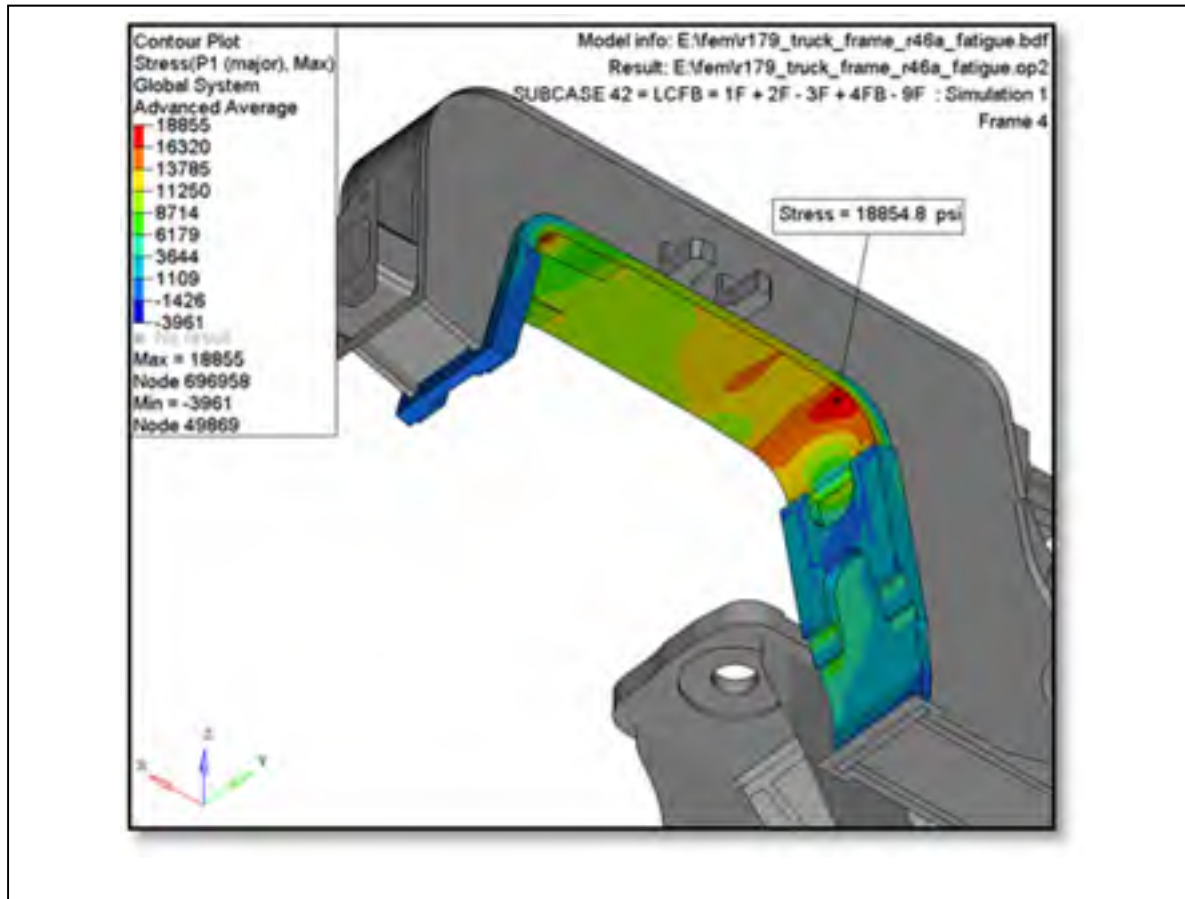 Contour Plot
Stress(P1 (major), Max)
Global System
Advanced Average
18855
16320
13785
11250
8714
6179
3644
1109
-1426
-3961
No result
Max = 18855
Node 696958
Min = -3961
Node 49869
Model info: E:\fem\r179_truck_frame_r46a_fatigue.bdf
Result: E:\fem\r179_truck_frame_r46a_fatigue.op2
SUBCASE 42 = LCFB = 1F + 2F - 3F + 4FB - 9F : Simulation 1
Frame 4
Stress = 18854.8 psi
Z
X
Y